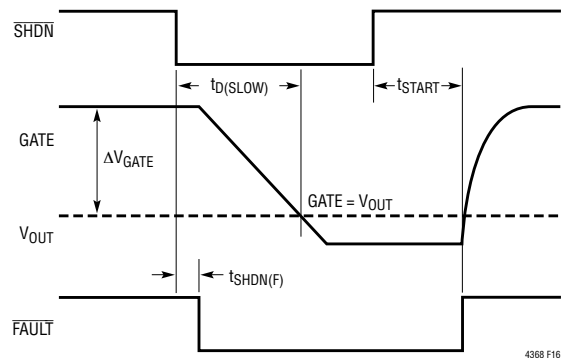 SHDN
tD(SLOW)
tSTART
GATE
ΔVGATE
GATE = VOUT
VOUT
tSHDN(F)
FAULT
4368 F16